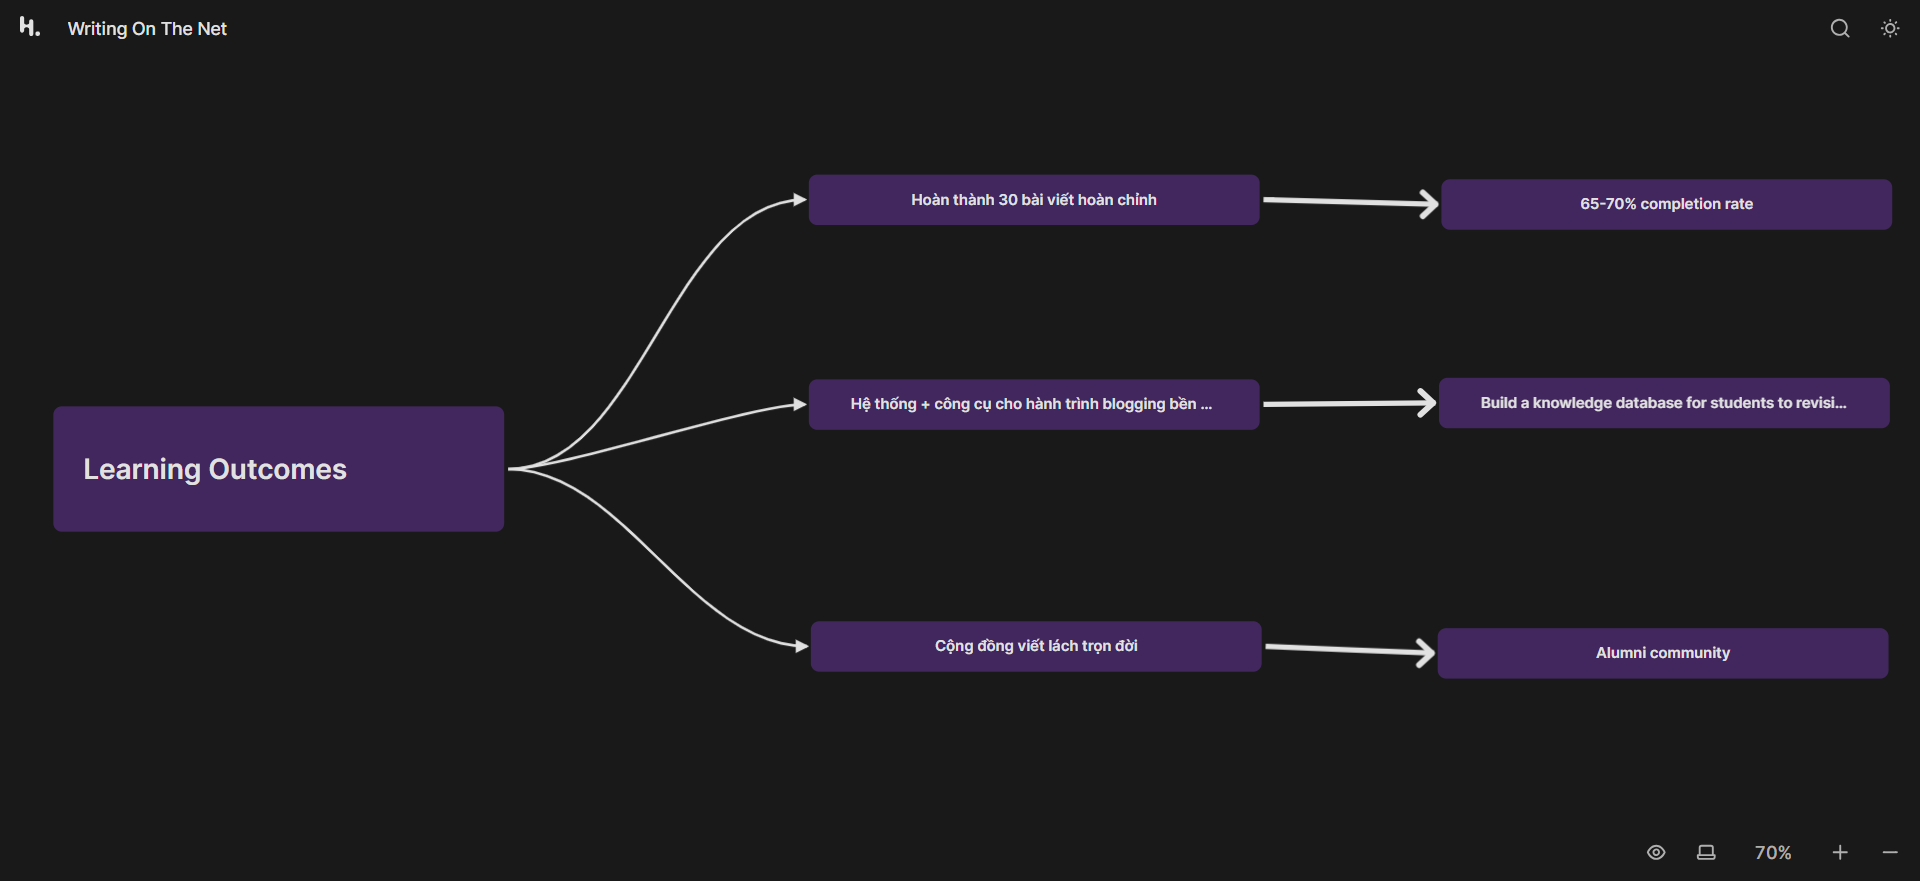 H.
Writing On The Net
Hoàn thành 30 bài viết hoàn chỉnh
65-70% completion rate
Hệ thống + công cụ cho hành trình blogging bền ...
Build a knowledge database for students to revisi...
Learning Outcomes
Cộng đồng viết lách trọn đời
Alumni community
70%